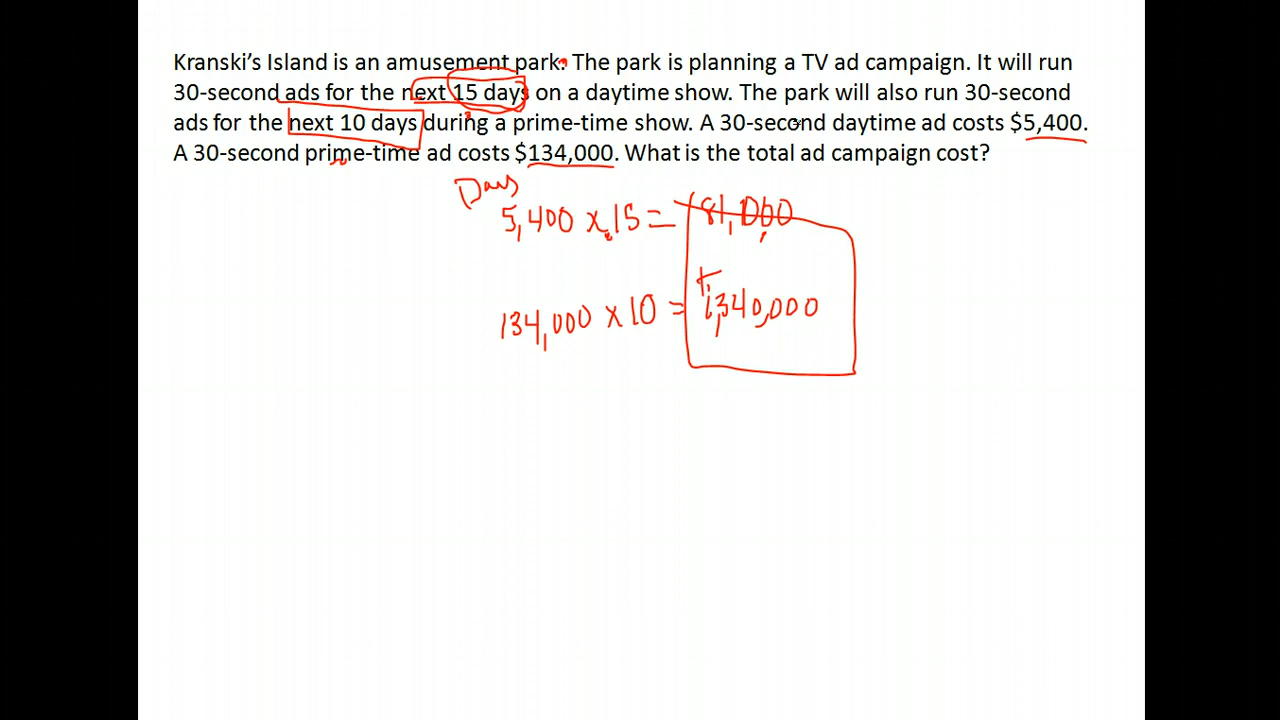 Kranski's Island is an amusement park. The park is planning a TV ad campaign. It will run
30-second ads for the next 15 days on a daytime show. The park will also run 30-second
ads for the next 10 days during a prime-time show. A 30-second daytime ad costs $5,400.
A 30-second prime-time ad costs $134,000. What is the total ad campaign cost?
Days
5,400 x 15 = 81,000
+
134,000 x 10 = 1,340,000